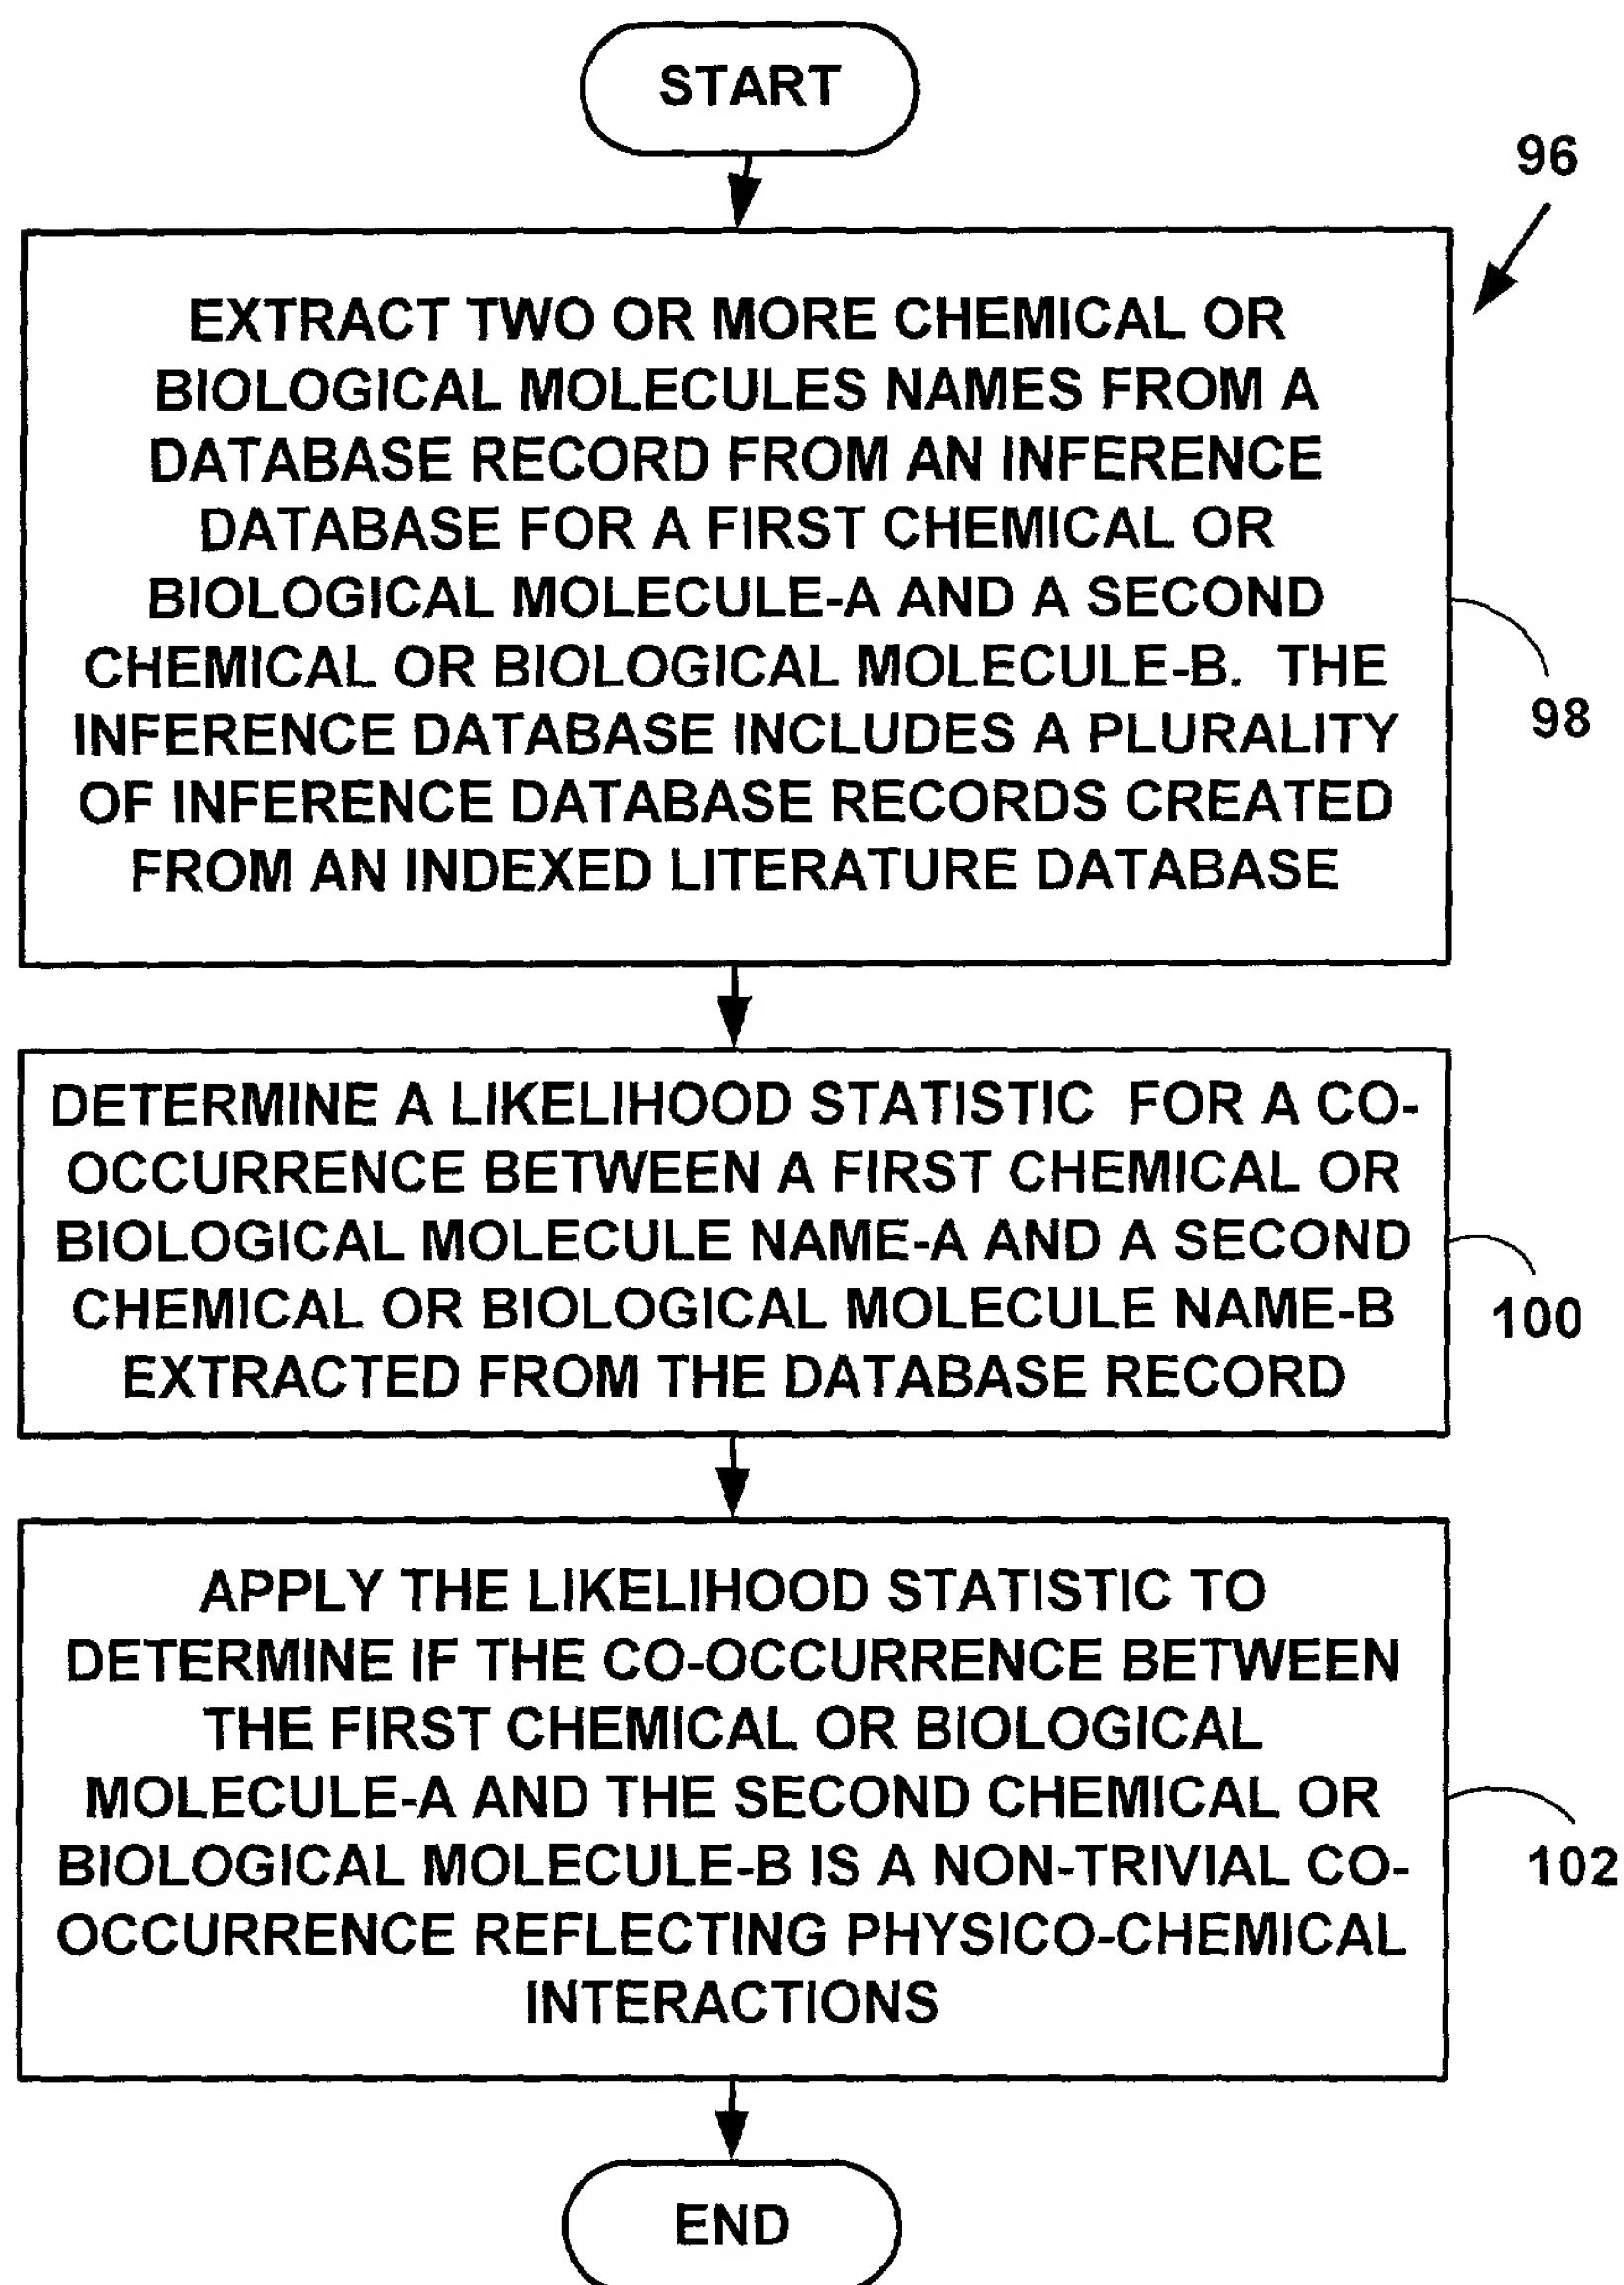 START
96
EXTRACT TWO OR MORE CHEMICAL OR
BIOLOGICAL MOLECULES NAMES FROM A
DATABASE RECORD FROM AN INFERENCE
DATABASE FOR A FIRST CHEMICAL OR
BIOLOGICAL MOLECULE-A AND A SECOND
CHEMICAL OR BIOLOGICAL MOLECULE-B. THE
INFERENCE DATABASE INCLUDES A PLURALITY
OF INFERENCE DATABASE RECORDS CREATED
FROM AN INDEXED LITERATURE DATABASE
98
DETERMINE A LIKELIHOOD STATISTIC FOR A CO-
OCCURRENCE BETWEEN A FIRST CHEMICAL OR
BIOLOGICAL MOLECULE NAME-A AND A SECOND
CHEMICAL OR BIOLOGICAL MOLECULE NAME-B
EXTRACTED FROM THE DATABASE RECORD
100
APPLY THE LIKELIHOOD STATISTIC TO
DETERMINE IF THE CO-OCCURRENCE BETWEEN
THE FIRST CHEMICAL OR BIOLOGICAL
MOLECULE-A AND THE SECOND CHEMICAL OR
BIOLOGICAL MOLECULE-B IS A NON-TRIVIAL CO-
OCCURRENCE REFLECTING PHYSICO-CHEMICAL
INTERACTIONS
102
END